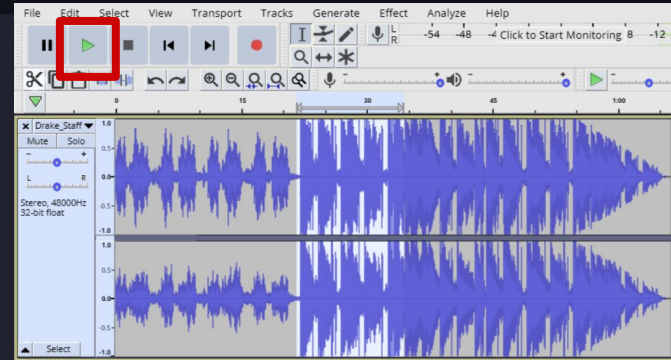 File Edit Select View Transport Tracks Generate Effect Analyze Help
L
R
-54 -48 -4 Click to Start Monitoring 8 -12
0 15 30 45 1:00
x Drake_Staff
Mute Solo
- +
L R
Stereo, 48000Hz
32-bit float
Select
1.0
0.5-
0.0-
-0.5-
-1.0
1.0
0.5-
0.0-
-0.5-
-1.0